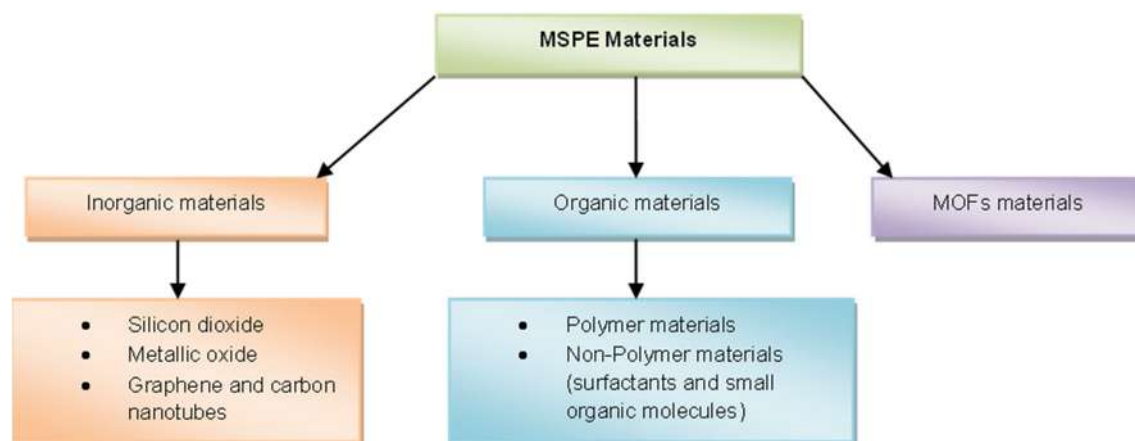 MSPE Materials
Inorganic materials
Organic materials
MOFs materials
• Silicon dioxide
• Metallic oxide
• Graphene and carbon
nanotubes
• Polymer materials
• Non-Polymer materials
(surfactants and small
organic molecules)